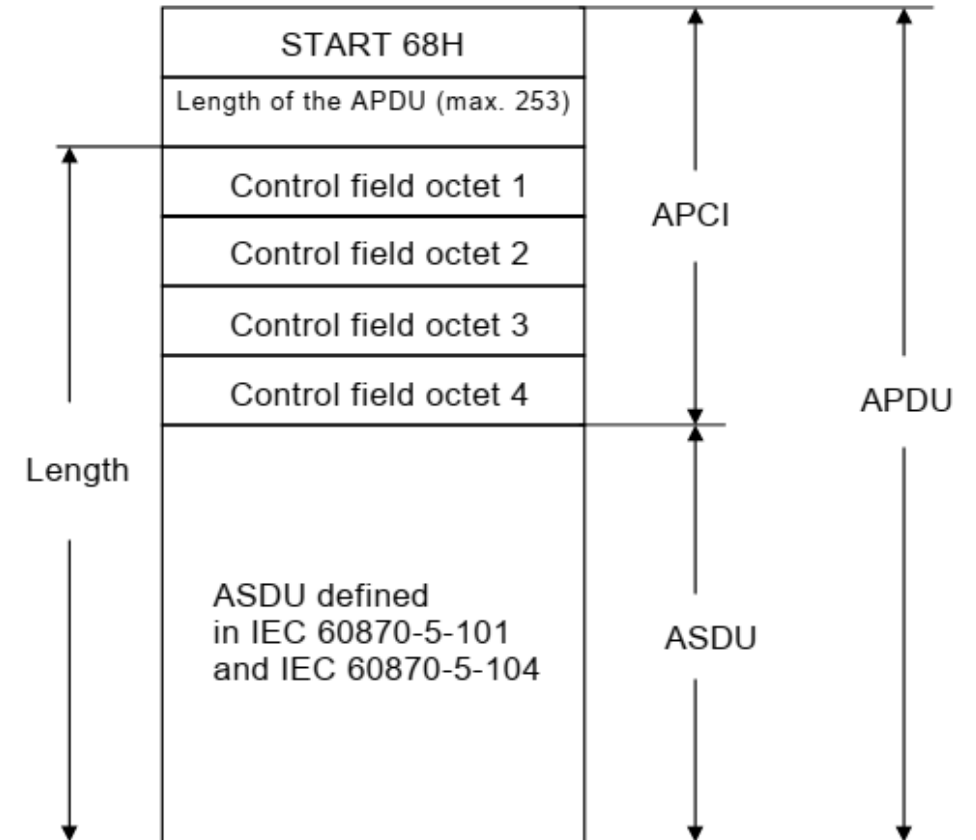 START 68H
Length of the APDU (max. 253)
Control field octet 1
Control field octet 2
Control field octet 3
Control field octet 4
ASDU defined
in IEC 60870-5-101
and IEC 60870-5-104
Length
APCI
ASDU
APDU